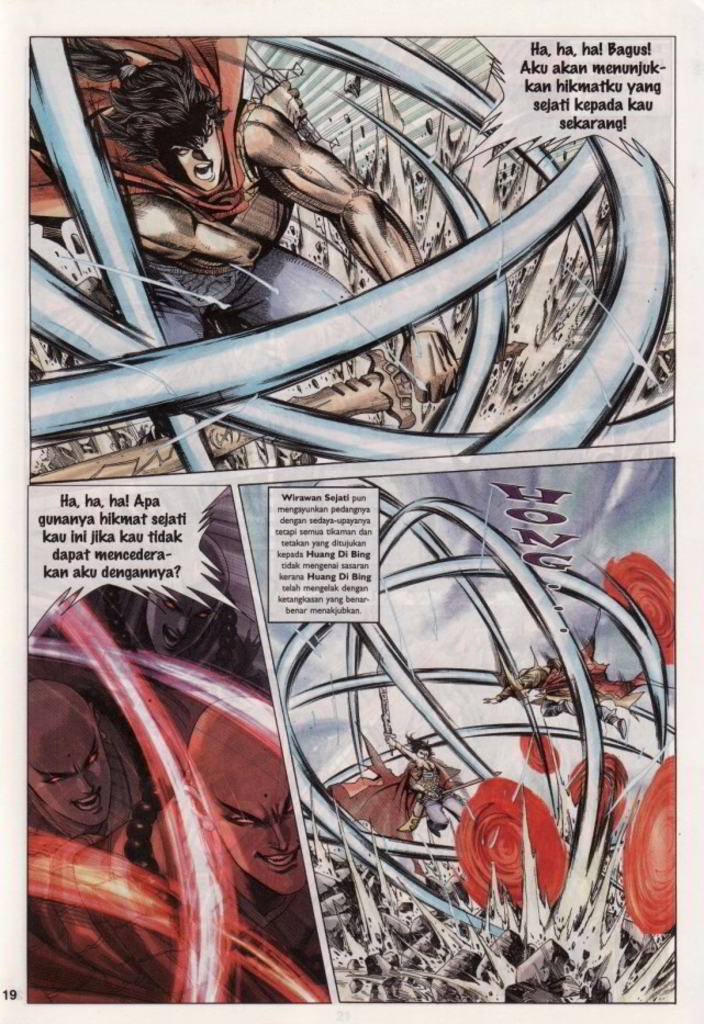 Ha, ha, ha! Bagus!
Aku akan menunjuk-
kan hikmatku yang
sejati kepada kau
sekarang!
Ha, ha, ha! Apa
gunanya hikmat sejati
kau ini jika kau tidak
dapat mencedera-
kan aku dengannya?
Wirawan Sejati pun
mengayunkan pedangnya
dengan sedaya-upayanya
tetapi semua tikaman dan
tetakan yang ditujukan
kepada Huang Di Bing
tidak mengenai sasaran
kerana Huang Di Bing
telah mengelak dengan
ketangkasan yang benar-
benar menakjubkan.
HONG...
19
21